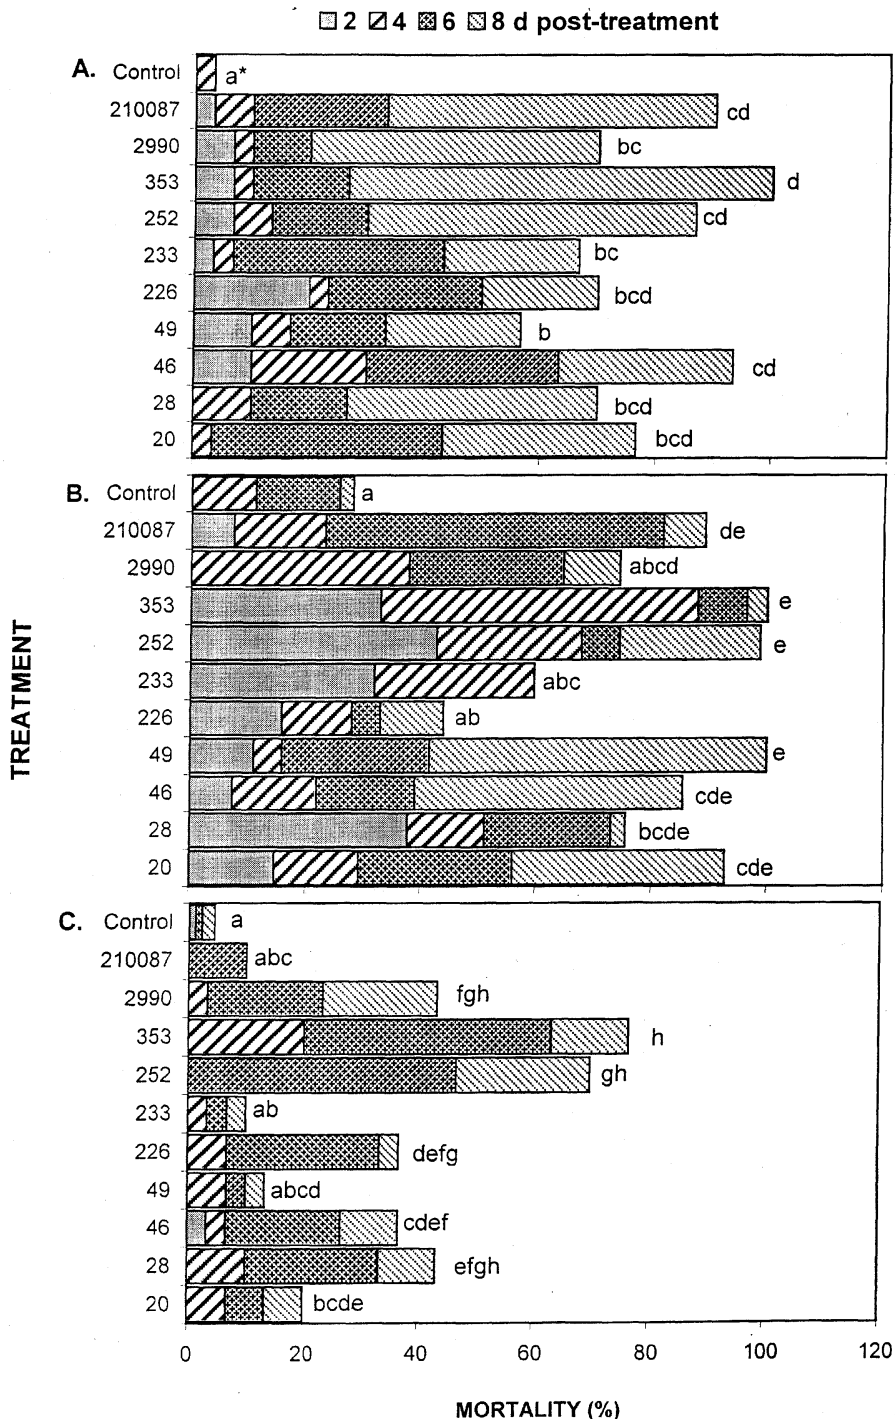 2 4 6 8 d post-treatment
A. Control a*
210087 cd
2990 bc
353 d
252 cd
233 bc
226 bcd
49 b
46 cd
28 bcd
20 bcd
B. Control a
210087 de
2990 abcd
353 e
252 e
233 abc
226 ab
49 e
46 cde
28 bcde
20 cde
TREATMENT
C. Control a
210087 abc
2990 fgh
353 h
252 gh
233 ab
226 defg
49 abcd
46 cdef
28 efgh
20 bcde
0 20 40 60 80 100 120
MORTALITY (%)